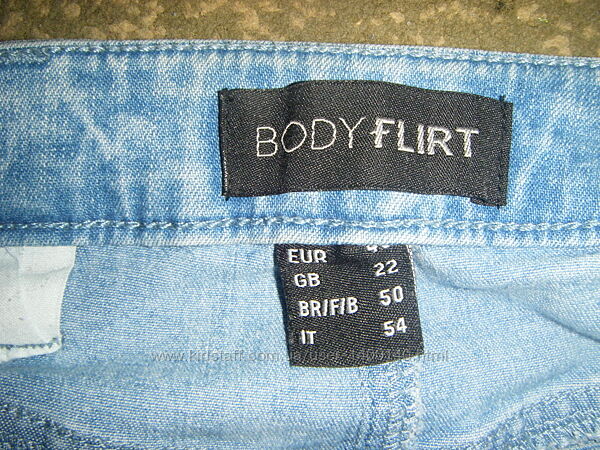 BODY FLIRT
EUR
GB 22
BR/F/B 50
IT 54